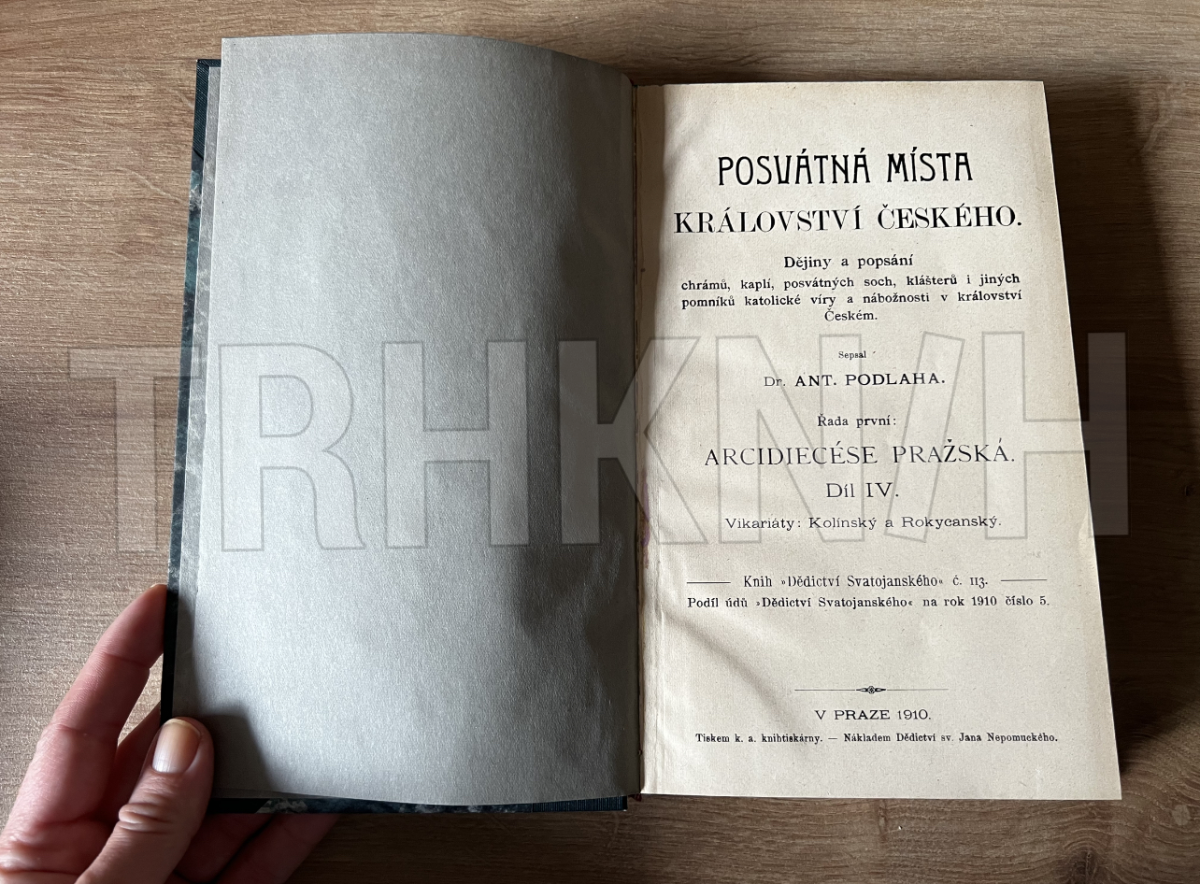 POSVÁTNÁ MÍSTA
KRÁLOVSTVÍ ČESKÉHO.
Dějiny a popsání
chrámů, kaplí, posvátných soch, klášterů i jiných
pomníků katolické víry a nábožnosti v království
Českém.
Sepsal
Dr. ANT. PODLAHA.
Řada první:
ARCIDIECÉSE PRAŽSKÁ.
Díl IV.
Vikariáty: Kolínský a Rokycanský.
Knih »Dědictví Svatojanského« č. 113.
Podíl údů »Dědictví Svatojanského« na rok 1910 číslo 5.
V PRAZE 1910.
Tiskem k. a. knihtiskárny. — Nákladem Dědictví sv. Jana Nepomuckého.
TRHKNIH